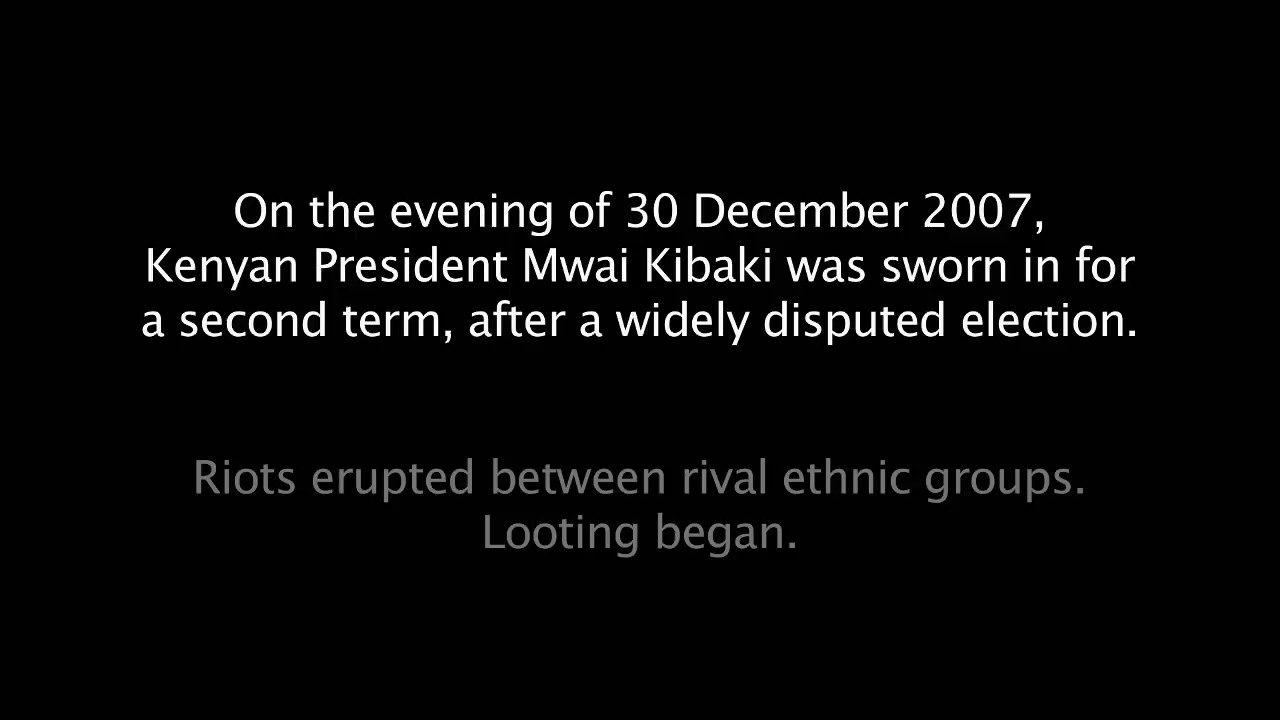 On the evening of 30 December 2007,
Kenyan President Mwai Kibaki was sworn in for
a second term, after a widely disputed election.
Riots erupted between rival ethnic groups.
Looting began.